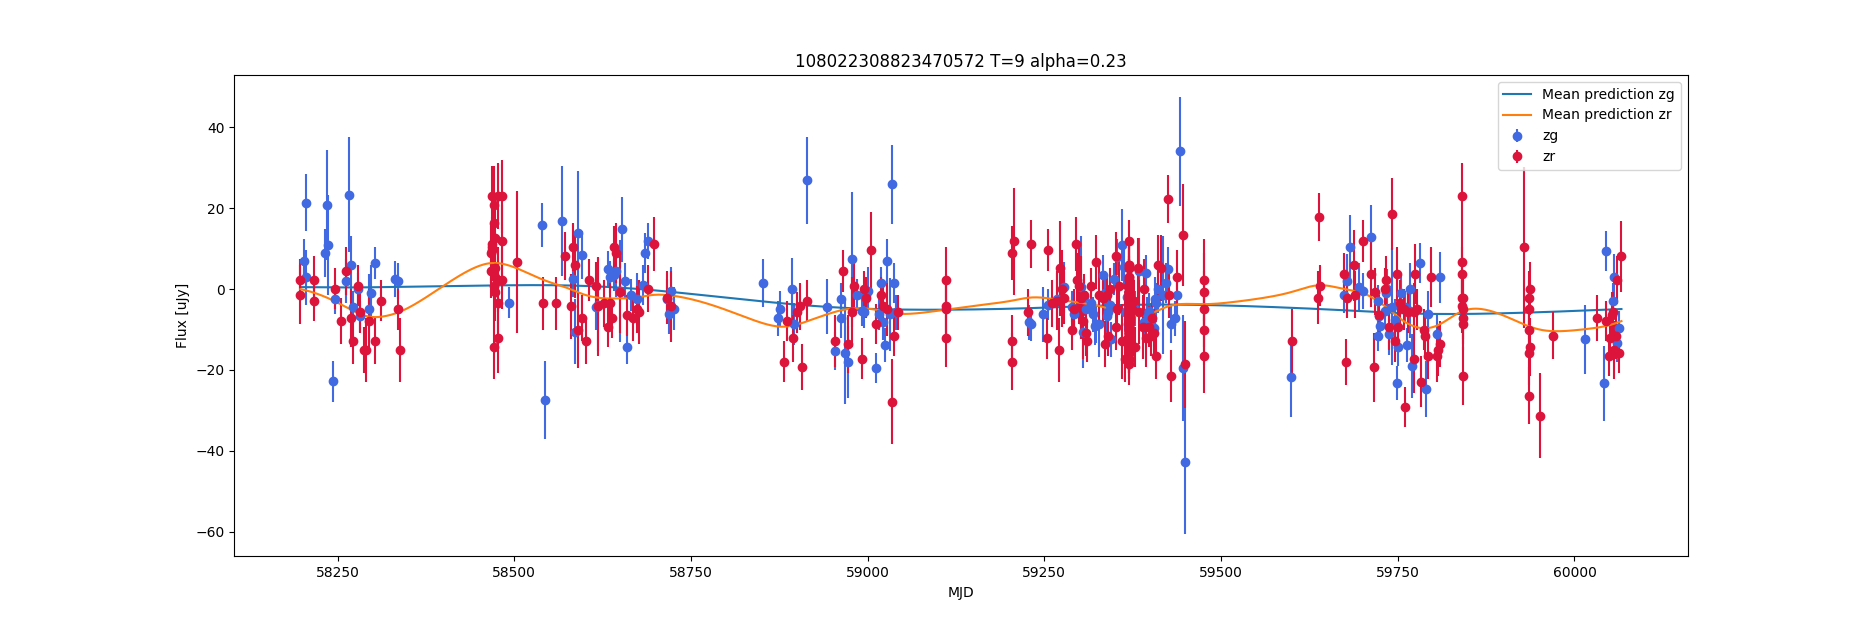 108022308823470572 T=9 alpha=0.23
Mean prediction zg
Mean prediction zr
zg
zr
Flux [uJy]
40
20
0
−20
−40
−60
58250 58500 58750 59000 59250 59500 59750 60000
MJD